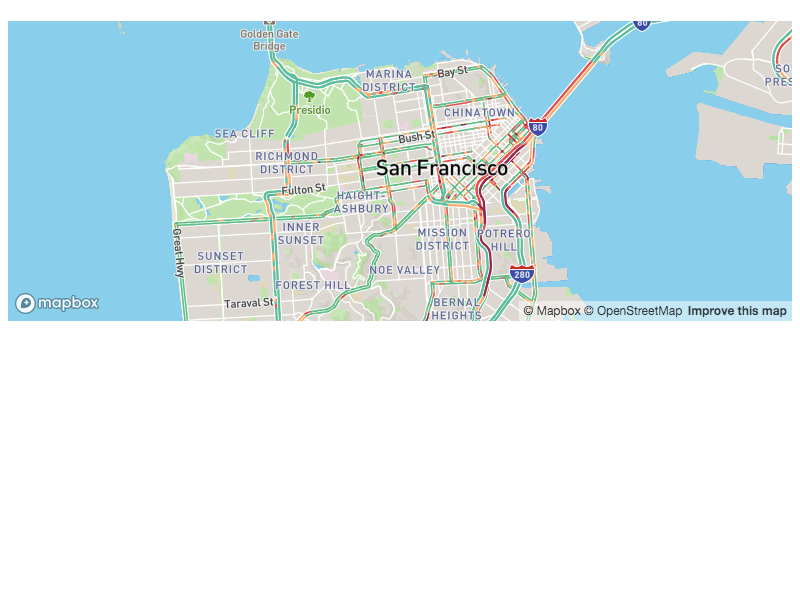 80
Golden Gate
Bridge
MARINA
DISTRICT
Bay St
Presidio
CHINATOWN
SEA CLIFF
Bush St
80
RICHMOND
DISTRICT
San Francisco
Fulton St
HAIGHT-
ASHBURY
INNER
SUNSET
MISSION
DISTRICT
POTRERO
HILL
Great Hwy
SUNSET
DISTRICT
NOE VALLEY
280
FOREST HILL
Taraval St
BERNAL
HEIGHTS
SO
PRES
mapbox
© Mapbox © OpenStreetMap Improve this map